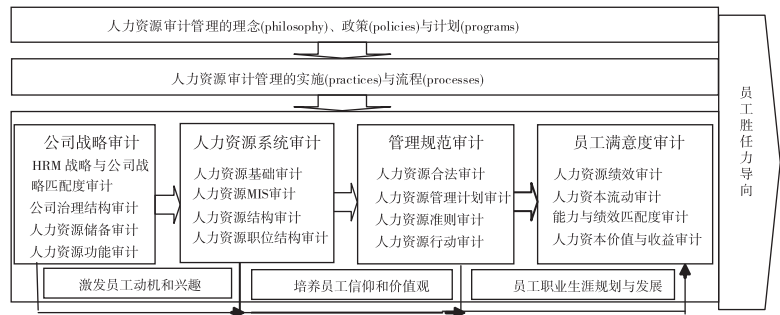 人力资源审计管理的理念(philosophy)、政策(policies)与计划(programs)
人力资源审计管理的实施(practices)与流程(processes)
公司战略审计
HRM 战略与公司战
略匹配度审计
公司治理结构审计
人力资源储备审计
人力资源功能审计
人力资源系统审计
人力资源基础审计
人力资源MIS审计
人力资源结构审计
人力资源职位结构审计
管理规范审计
人力资源合法审计
人力资源管理计划审计
人力资源准则审计
人力资源行动审计
员工满意度审计
人力资源绩效审计
人力资本流动审计
能力与绩效匹配度审计
人力资本价值与收益审计
激发员工动机和兴趣
培养员工信仰和价值观
员工职业生涯规划与发展
员工胜任力导向